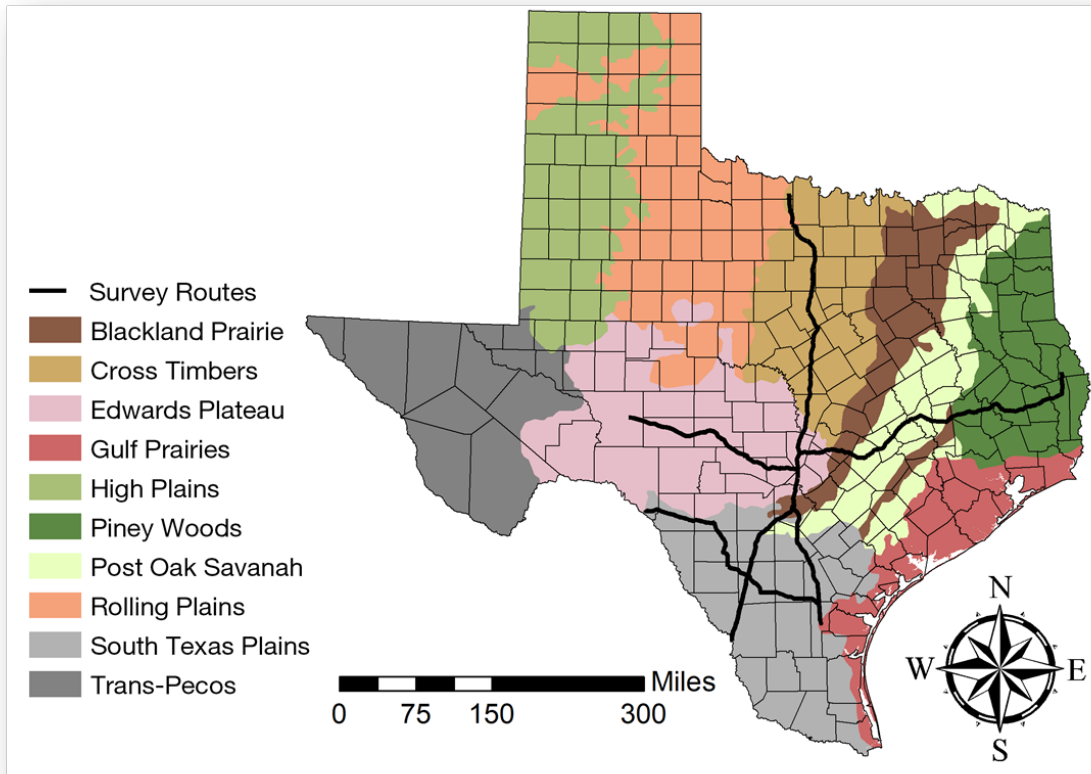 Survey Routes
Blackland Prairie
Cross Timbers
Edwards Plateau
Gulf Prairies
High Plains
Piney Woods
Post Oak Savanah
Rolling Plains
South Texas Plains
Trans-Pecos
Miles
0 75 150 300
N
W E
S